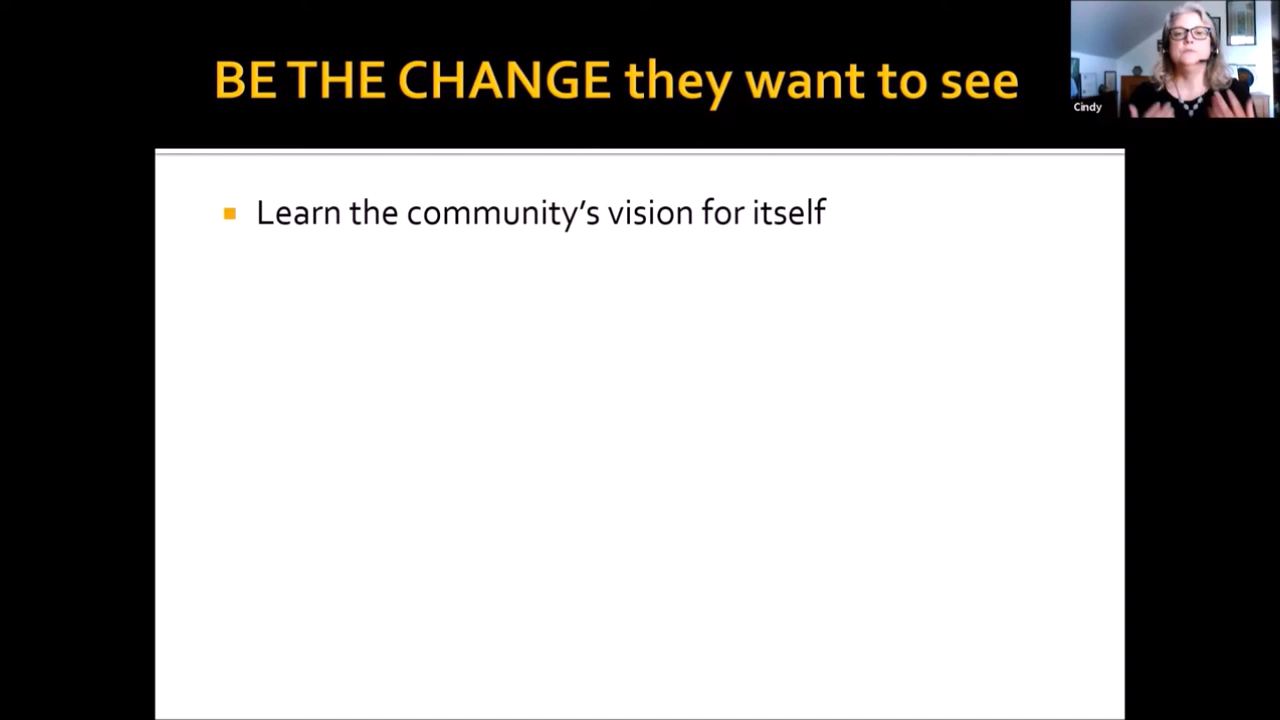 BE THE CHANGE they want to see
Cindy
Learn the community’s vision for itself